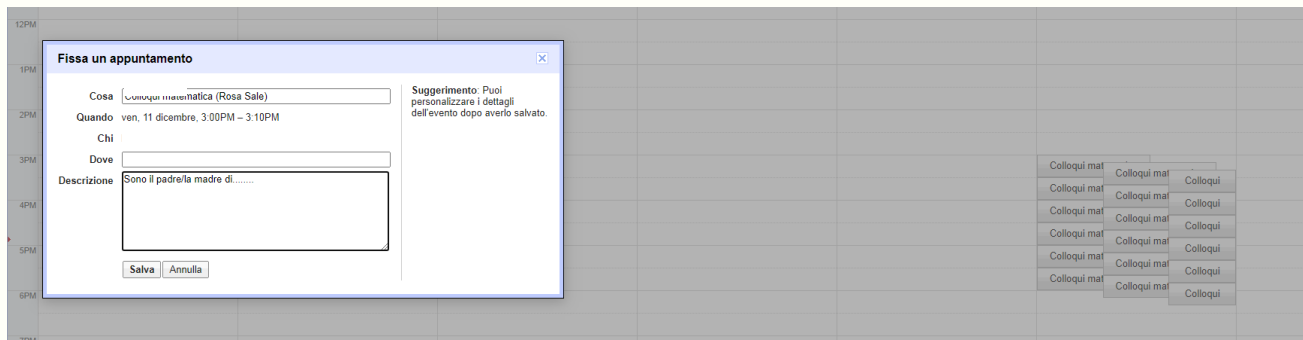 12PM
1PM
2PM
3PM
4PM
5PM
6PM
Fissa un appuntamento
Cosa
Colloqui matematica (Rosa Sale)
Quando ven, 11 dicembre, 3:00PM – 3:10PM
Chi
Dove
Descrizione
Sono il padre/la madre di........
Salva
Annulla
Suggerimento: Puoi
personalizzare i dettagli
dell'evento dopo averlo salvato.
Colloqui mat
Colloqui mat
Colloqui mat
Colloqui mat
Colloqui mat
Colloqui mat
Colloqui mat
Colloqui mat
Colloqui mat
Colloqui mat
Colloqui mat
Colloqui mat
Colloqui
Colloqui
Colloqui
Colloqui
Colloqui
Colloqui